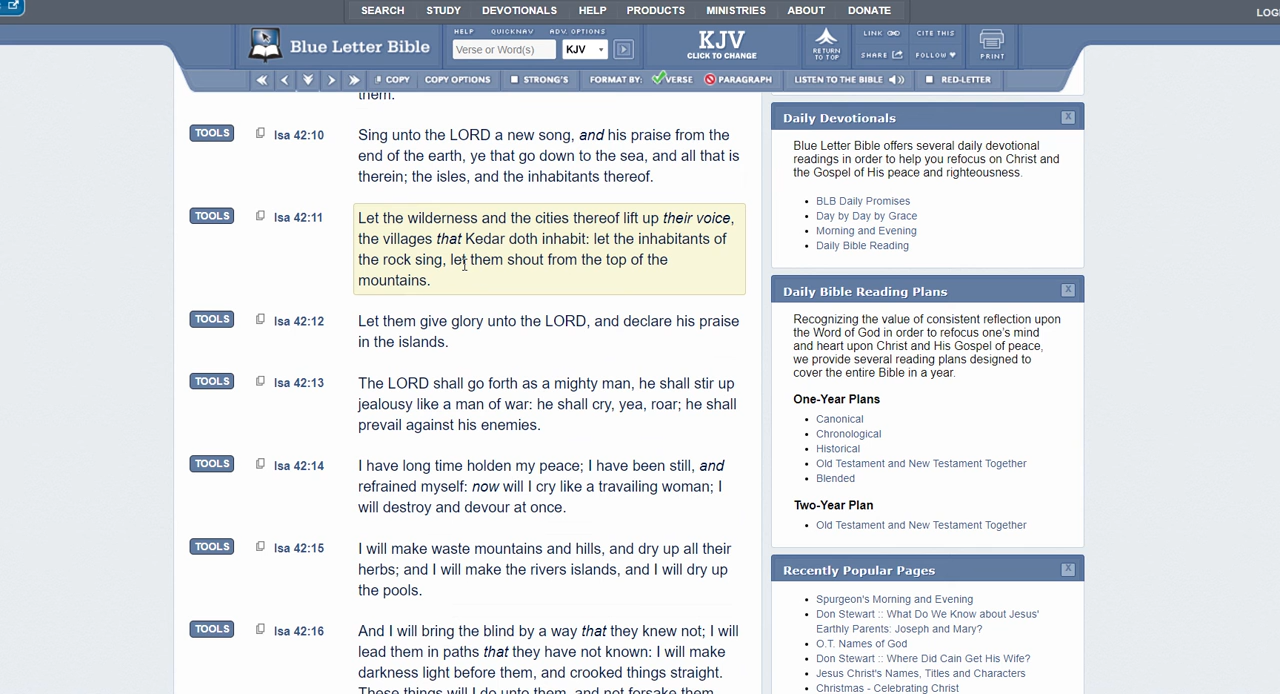 SEARCH STUDY DEVOTIONALS HELP PRODUCTS MINISTRIES ABOUT DONATE
Blue Letter Bible
HELP QUICKNAV ADV. OPTIONS
Verse or Word(s) KJV
KJV
CLICK TO CHANGE
RETURN
TO TOP
LINK CITE THIS
SHARE FOLLOW
PRINT
COPY COPY OPTIONS STRONG'S FORMAT BY: VERSE PARAGRAPH LISTEN TO THE BIBLE RED-LETTER
them.
TOOLS Isa 42:10 Sing unto the LORD a new song, and his praise from the
end of the earth, ye that go down to the sea, and all that is
therein; the isles, and the inhabitants thereof.
TOOLS Isa 42:11 Let the wilderness and the cities thereof lift up their voice,
the villages that Kedar doth inhabit: let the inhabitants of
the rock sing, let them shout from the top of the
mountains.
TOOLS Isa 42:12 Let them give glory unto the LORD, and declare his praise
in the islands.
TOOLS Isa 42:13 The LORD shall go forth as a mighty man, he shall stir up
jealousy like a man of war: he shall cry, yea, roar; he shall
prevail against his enemies.
TOOLS Isa 42:14 I have long time holden my peace; I have been still, and
refrained myself: now will I cry like a travailing woman; I
will destroy and devour at once.
TOOLS Isa 42:15 I will make waste mountains and hills, and dry up all their
herbs; and I will make the rivers islands, and I will dry up
the pools.
TOOLS Isa 42:16 And I will bring the blind by a way that they knew not; I will
lead them in paths that they have not known: I will make
darkness light before them, and crooked things straight.
These things will I do unto them, and not forsake them.
Daily Devotionals X
Blue Letter Bible offers several daily devotional
readings in order to help you refocus on Christ and
the Gospel of His peace and righteousness.
BLB Daily Promises
Day by Day by Grace
Morning and Evening
Daily Bible Reading
Daily Bible Reading Plans X
Recognizing the value of consistent reflection upon
the Word of God in order to refocus one's mind
and heart upon Christ and His Gospel of peace,
we provide several reading plans designed to
cover the entire Bible in a year.
One-Year Plans
Canonical
Chronological
Historical
Old Testament and New Testament Together
Blended
Two-Year Plan
Old Testament and New Testament Together
Recently Popular Pages X
Spurgeon's Morning and Evening
Don Stewart :: What Do We Know about Jesus'
Earthly Parents: Joseph and Mary?
O.T. Names of God
Don Stewart :: Where Did Cain Get His Wife?
Jesus Christ's Names, Titles and Characters
Christmas - Celebrating Christ